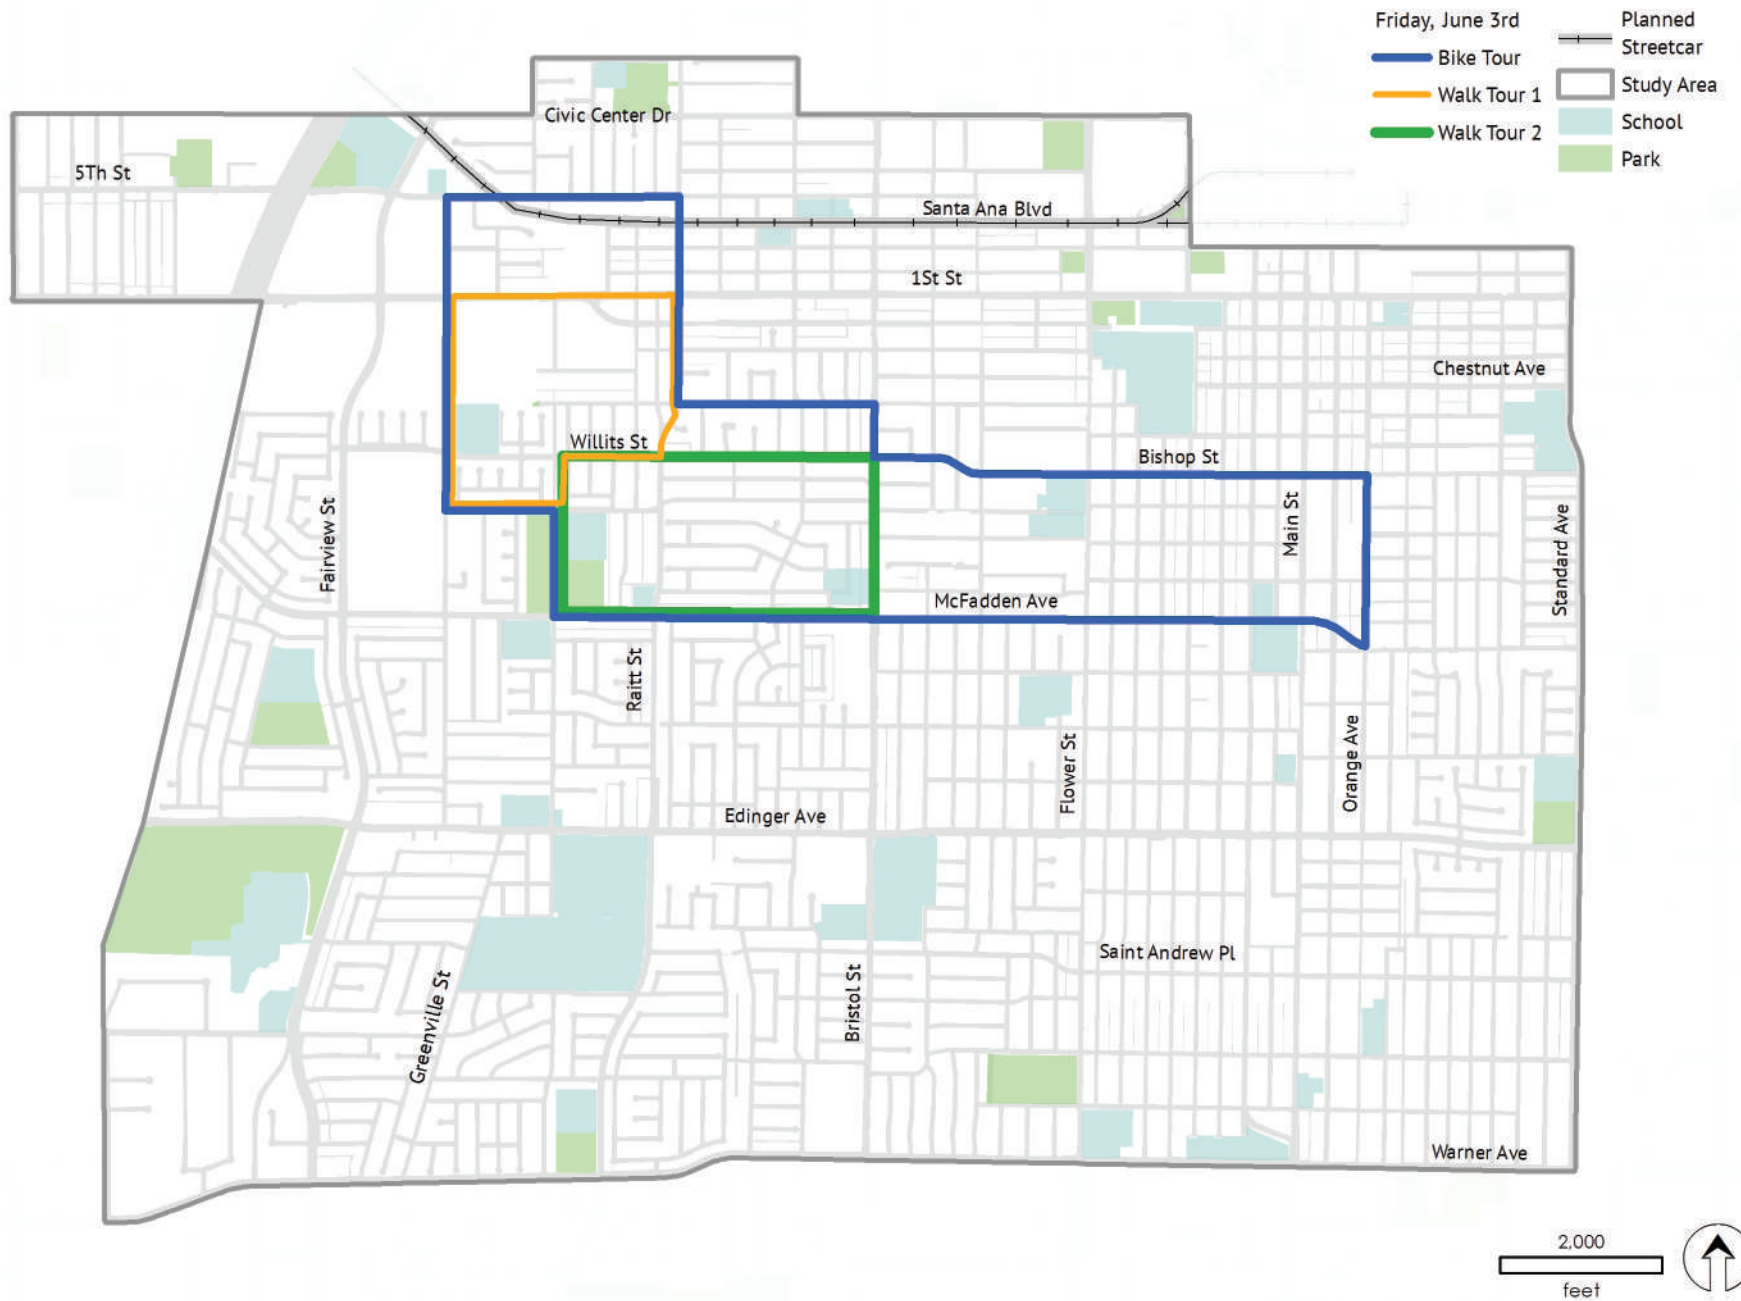 Friday, June 3rd
Bike Tour
Walk Tour 1
Walk Tour 2
Planned
Streetcar
Study Area
School
Park
Civic Center Dr
5Th St
Santa Ana Blvd
1St St
Chestnut Ave
Willits St
Bishop St
Fairview St
Main St
Standard Ave
McFadden Ave
Raitt St
Flower St
Orange Ave
Edinger Ave
Saint Andrew Pl
Greenville St
Bristol St
Warner Ave
2,000
feet